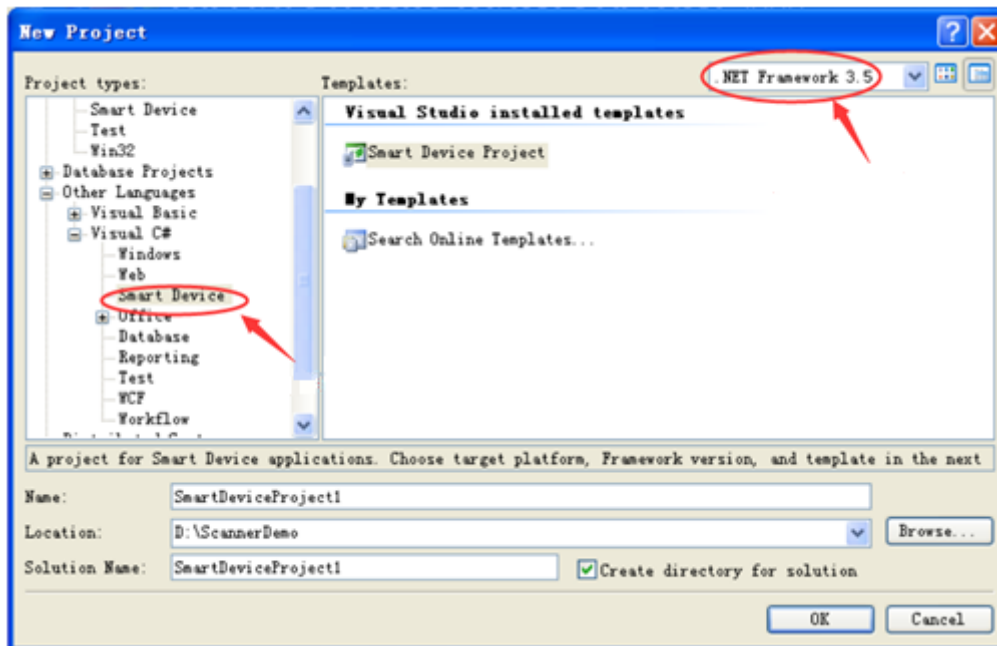 New Project
Project types:
Templates:
.NET Framework 3.5
Smart Device
Test
Win32
Database Projects
Other Languages
Visual Basic
Visual C#
Windows
Web
Smart Device
Office
Database
Reporting
Test
WCF
Workflow
Visual Studio installed templates
Smart Device Project
My Templates
Search Online Templates...
A project for Smart Device applications. Choose target platform, Framework version, and template in the next
Name:
SmartDeviceProject1
Location:
D:\ScannerDemo
Browse...
Solution Name:
SmartDeviceProject1
Create directory for solution
OK
Cancel